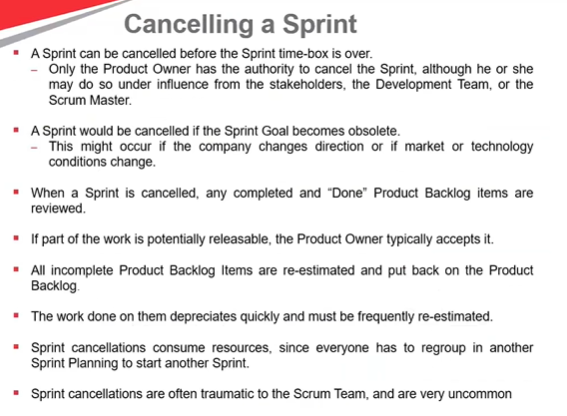 Cancelling a Sprint
▪ A Sprint can be cancelled before the Sprint time-box is over.
– Only the Product Owner has the authority to cancel the Sprint, although he or she
may do so under influence from the stakeholders, the Development Team, or the
Scrum Master.
▪ A Sprint would be cancelled if the Sprint Goal becomes obsolete.
– This might occur if the company changes direction or if market or technology
conditions change.
▪ When a Sprint is cancelled, any completed and “Done” Product Backlog items are
reviewed.
▪ If part of the work is potentially releasable, the Product Owner typically accepts it.
▪ All incomplete Product Backlog Items are re-estimated and put back on the Product
Backlog.
▪ The work done on them depreciates quickly and must be frequently re-estimated.
▪ Sprint cancellations consume resources, since everyone has to regroup in another
Sprint Planning to start another Sprint.
▪ Sprint cancellations are often traumatic to the Scrum Team, and are very uncommon